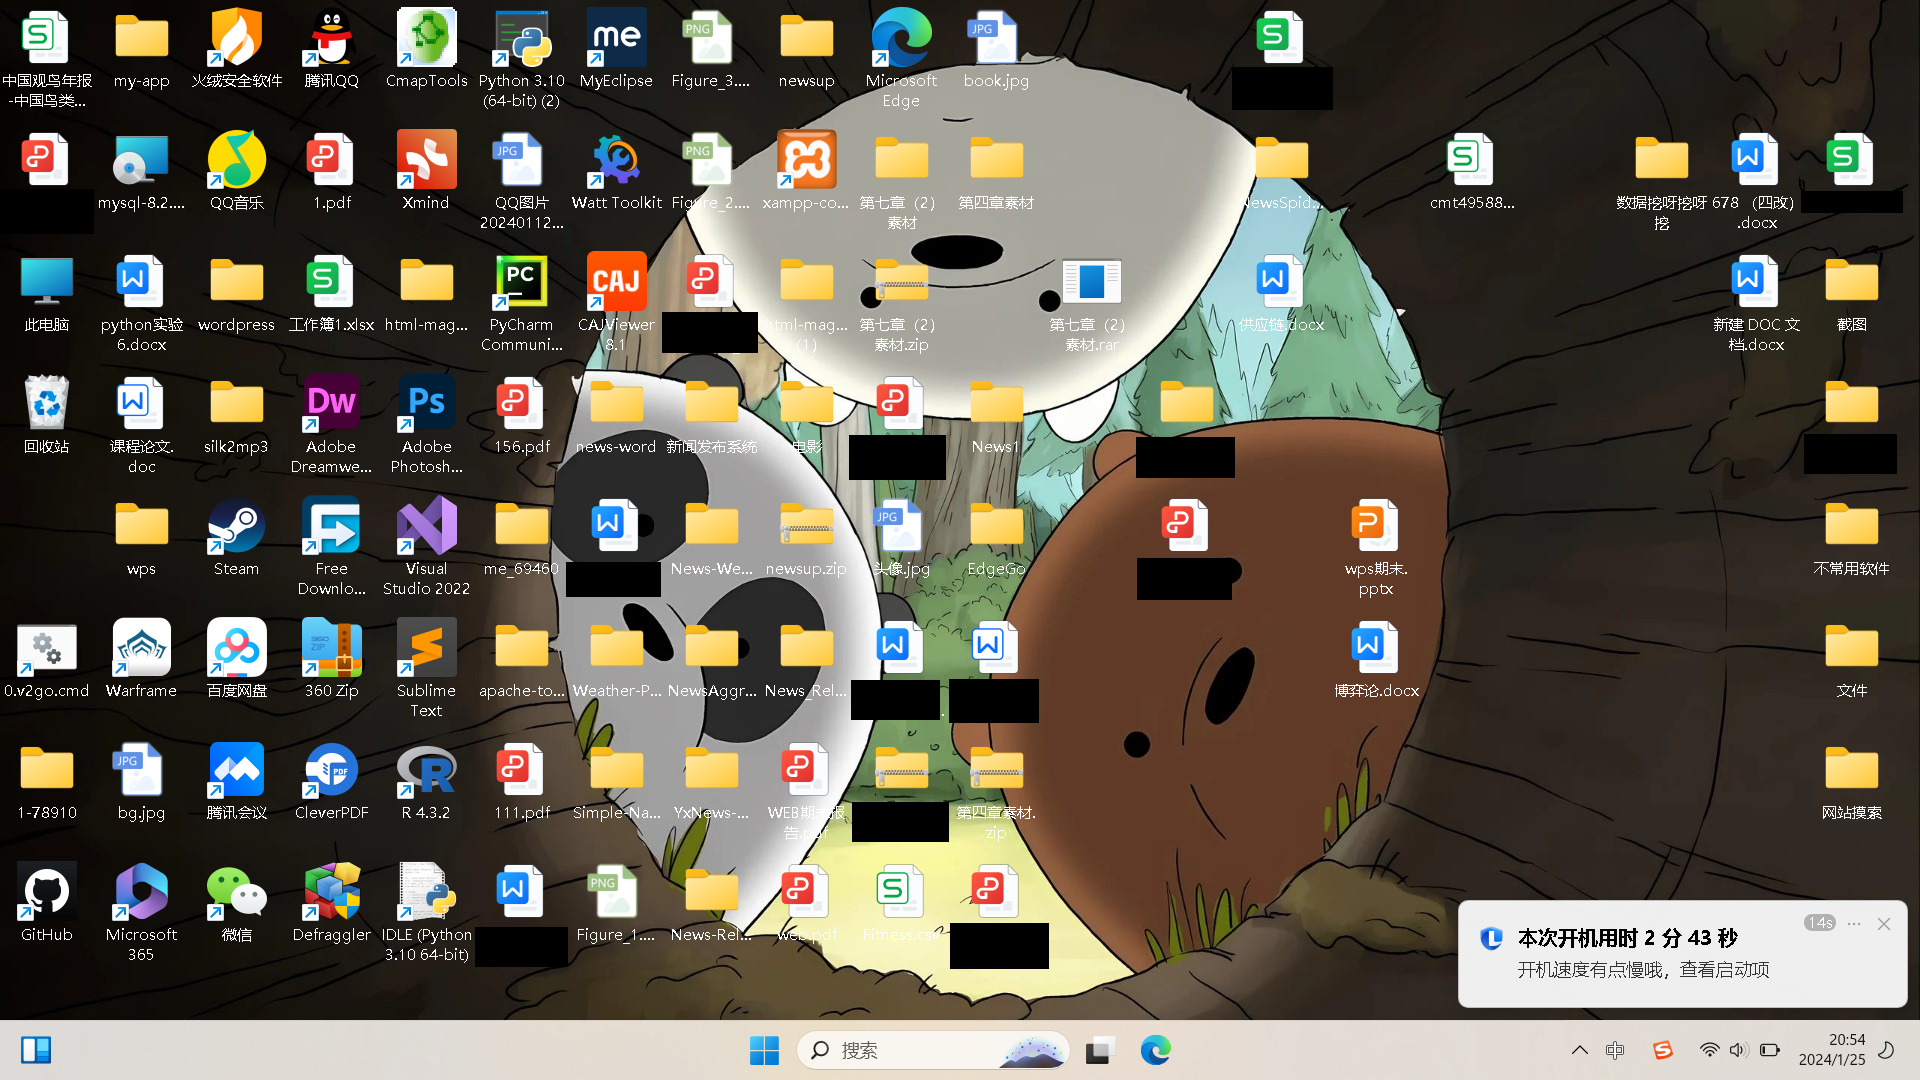 中国观鸟年报
-中国鸟类...
my-app
火绒安全软件
腾讯QQ
CmapTools
Python 3.10
(64-bit) (2)
MyEclipse
Figure_3....
newsup
Microsoft
Edge
book.jpg
mysql-8.2....
QQ音乐
1.pdf
Xmind
QQ图片
20240112...
Watt Toolkit
Figure_2....
xampp-co...
第七章（2）
素材
第四章素材
NewsSpid...
cmt49588...
数据挖呀挖呀
挖
678 （四改）
.docx
此电脑
python实验
6.docx
wordpress
工作簿1.xlsx
html-mag...
PyCharm
Communi...
CAJViewer
8.1
html-mag...
(1)
第七章（2）
素材.zip
第七章（2）
素材.rar
供应链.docx
新建 DOC 文
档.docx
截图
回收站
课程论文.
doc
silk2mp3
Adobe
Dreamwe...
Adobe
Photosh...
156.pdf
news-word
新闻发布系统
电影
News1
wps
Steam
Free
Downlo...
Visual
Studio 2022
me_69460
News-We...
newsup.zip
头像.jpg
EdgeGo
wps期末.
pptx
不常用软件
0.v2go.cmd
Warframe
百度网盘
360 Zip
Sublime
Text
apache-to...
Weather-P...
NewsAggr...
News_Rel...
博弈论.docx
文件
1-78910
bg.jpg
腾讯会议
CleverPDF
R 4.3.2
111.pdf
Simple-Na...
YxNews-...
WEB期末报
告.pdf
第四章素材.
zip
网站摸索
GitHub
Microsoft
365
微信
Defraggler
IDLE (Python
3.10 64-bit)
Figure_1....
News-Rel...
web.pdf
Fitness.csv
14s
本次开机用时 2 分 43 秒
开机速度有点慢哦，查看启动项
搜索
中
20:54
2024/1/25